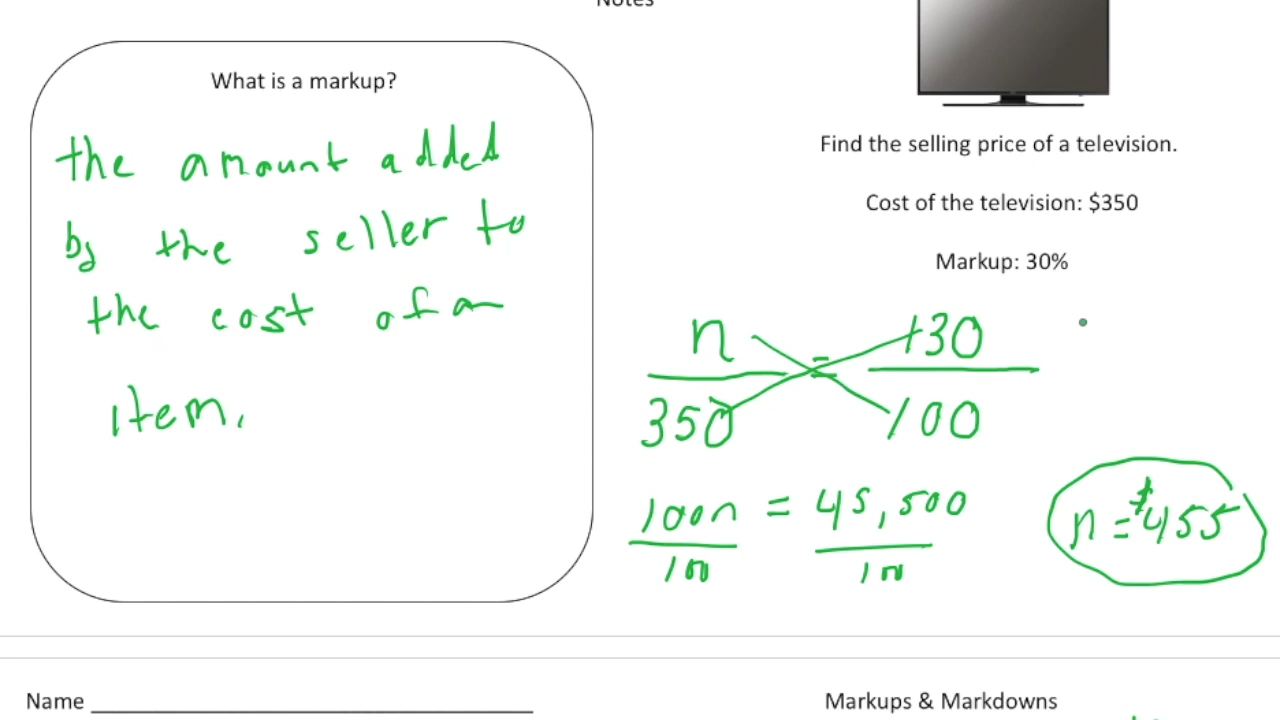 Notes
What is a markup?
the amount added
by the seller to
the cost of an
item.
Find the selling price of a television.
Cost of the television: $350
Markup: 30%
n = 130
350 100
100n = 45,500
100 100
n = $455
Name
Markups & Markdowns